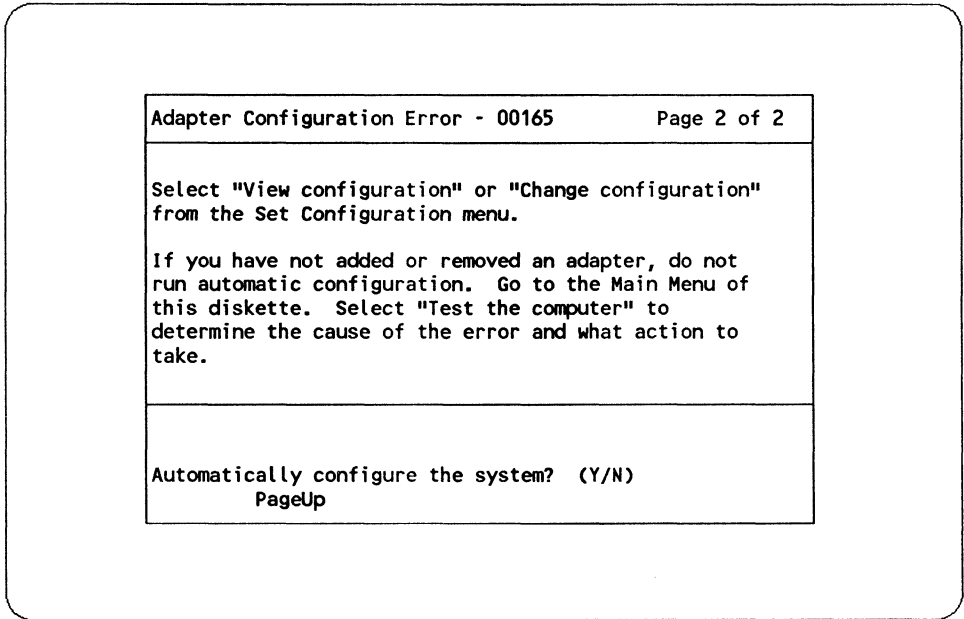 Adapter Configuration Error - 00165 Page 2 of 2
Select "View configuration" or "Change configuration"
from the Set Configuration menu.
If you have not added or removed an adapter, do not
run automatic configuration. Go to the Main Menu of
this diskette. Select "Test the computer" to
determine the cause of the error and what action to
take.
Automatically configure the system? (Y/N)
PageUp